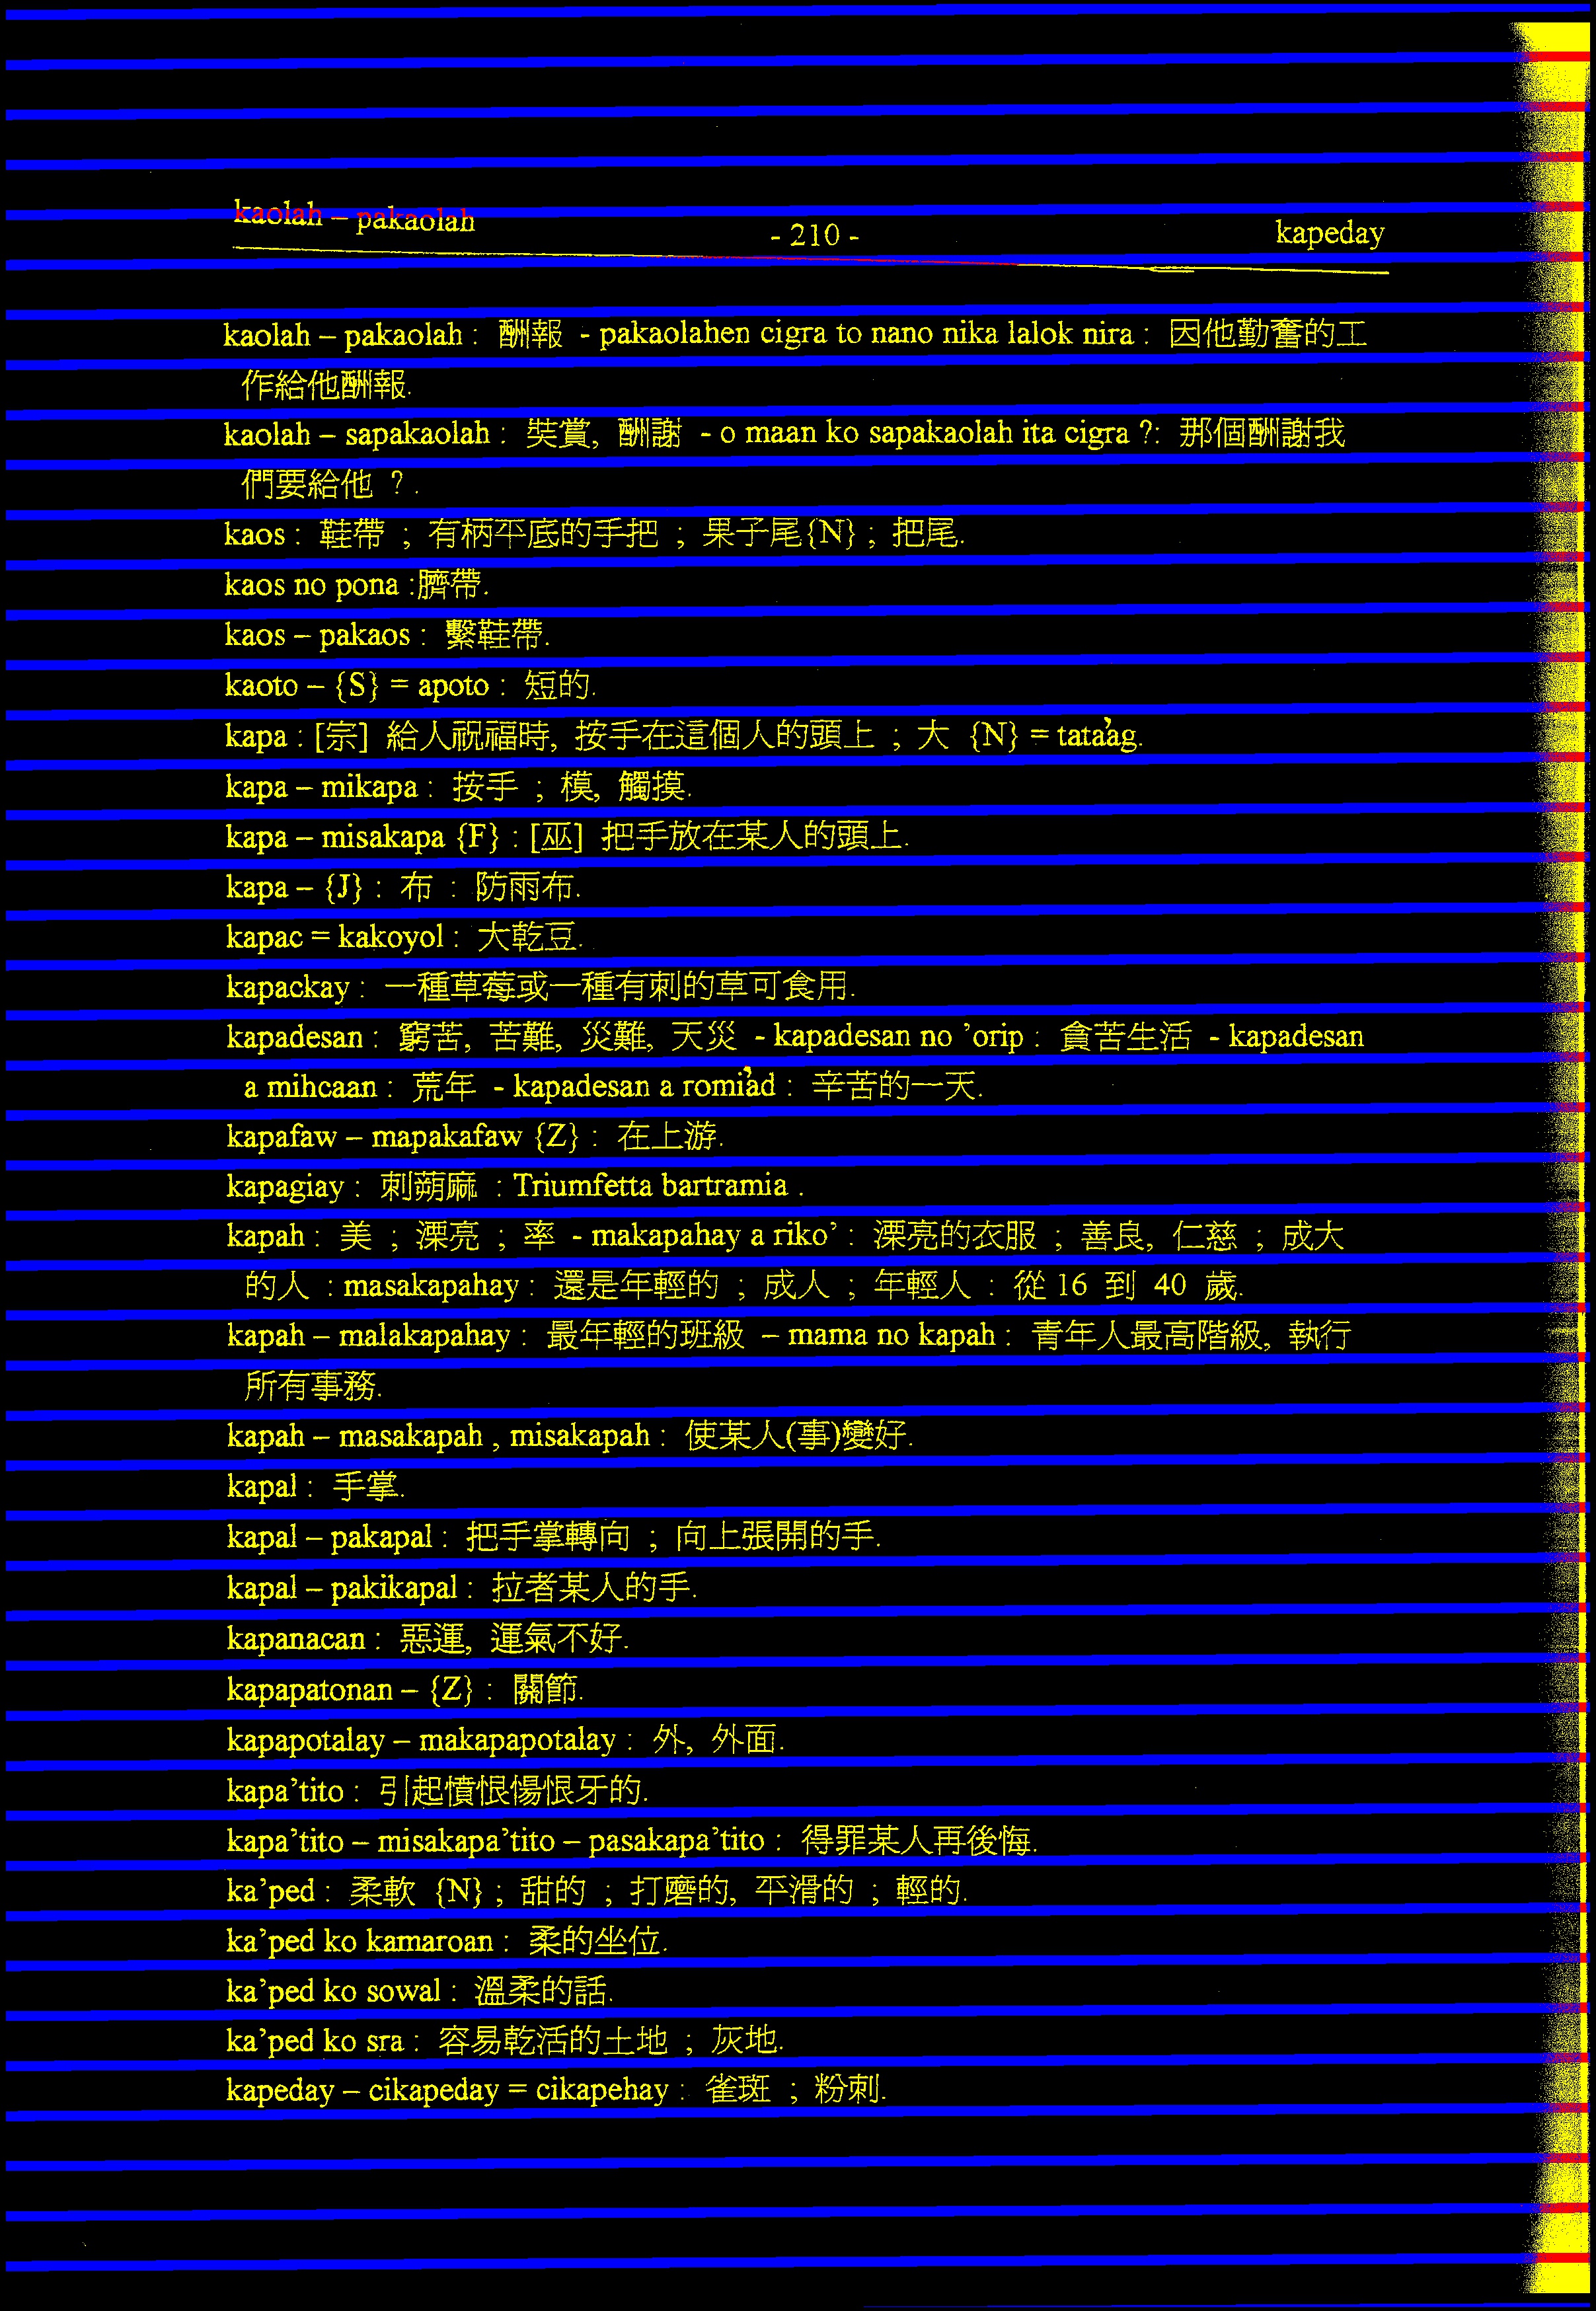 kaolah – pakaolah - 210 - kapeday
kaolah – pakaolah : 酬報 - pakaolahen cigra to nano nika lalok nira : 因他勤奮的工
作給他酬報.
kaolah – sapakaolah : 奘賞, 酬謝 - o maan ko sapakaolah ita cigra ?: 那個酬謝我
們要給他 ? .
kaos : 鞋帶 ; 有柄平底的手把 ; 果子尾{N} ; 把尾.
kaos no pona :臍帶.
kaos – pakaos : 繫鞋帶.
kaoto – {S} = apoto : 短的.
kapa : [宗] 給人祝福時, 按手在這個人的頭上 ; 大 {N} = tata'ag.
kapa – mikapa : 按手 ; 模, 觸摸.
kapa – misakapa {F} : [巫] 把手放在某人的頭上.
kapa – {J} : 布 : 防雨布.
kapac = kakoyol : 大乾豆.
kapackay : 一種草莓或一種有刺的草可食用.
kapadesan : 窮苦, 苦難, 災難, 天災 - kapadesan no 'orip : 貪苦生活 - kapadesan
a mihcaan : 荒年 - kapadesan a romi'ad : 辛苦的一天.
kapafaw – mapakafaw {Z} : 在上游.
kapagiay : 刺蒴麻 : Triumfetta bartramia .
kapah : 美 ; 漂亮 ; 率 - makapahay a riko' : 漂亮的衣服 ; 善良, 仁慈 ; 成大
的人 : masakapahay : 還是年輕的 ; 成人 ; 年輕人 : 從 16 到 40 歲.
kapah – malakapahay : 最年輕的班級 – mama no kapah : 青年人最高階級, 執行
所有事務.
kapah – masakapah , misakapah : 使某人(事)變好.
kapal : 手掌.
kapal – pakapal : 把手掌轉向 ; 向上張開的手.
kapal – pakikapal : 拉者某人的手.
kapanacan : 惡運, 運氣不好.
kapapatonan – {Z} : 關節.
kapapotalay – makapapotalay : 外, 外面.
kapa'tito : 引起憤恨愓恨牙的.
kapa'tito – misakapa'tito – pasakapa'tito : 得罪某人再後悔.
ka'ped : 柔軟 {N} ; 甜的 ; 打磨的, 平滑的 ; 輕的.
ka'ped ko kamaroan : 柔的坐位.
ka'ped ko sowal : 溫柔的話.
ka'ped ko sra : 容易乾活的土地 ; 灰地.
kapeday – cikapeday = cikapehay : 雀斑 ; 粉刺.